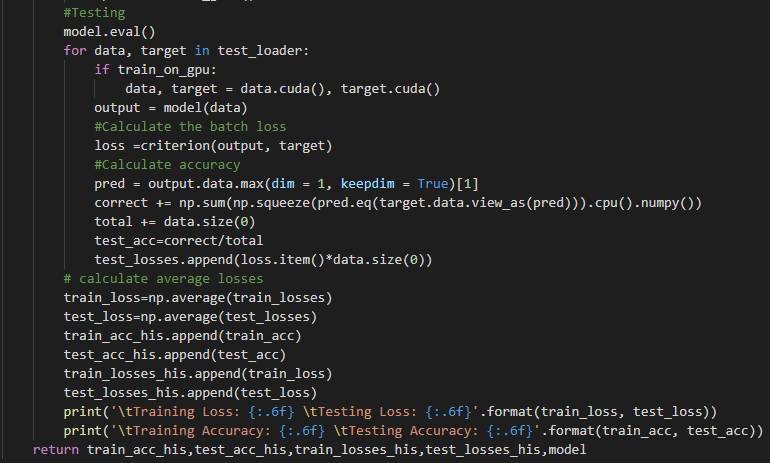 #Testing
model.eval()
for data, target in test_loader:
if train_on_gpu:
data, target = data.cuda(), target.cuda()
output = model(data)
#Calculate the batch loss
loss =criterion(output, target)
#Calculate accuracy
pred = output.data.max(dim = 1, keepdim = True)[1]
correct += np.sum(np.squeeze(pred.eq(target.data.view_as(pred))).cpu().numpy())
total += data.size(0)
test_acc=correct/total
test_losses.append(loss.item()*data.size(0))
# calculate average losses
train_loss=np.average(train_losses)
test_loss=np.average(test_losses)
train_acc_his.append(train_acc)
test_acc_his.append(test_acc)
train_losses_his.append(train_loss)
test_losses_his.append(test_loss)
print('\tTraining Loss: {:.6f} \tTesting Loss: {:.6f}'.format(train_loss, test_loss))
print('\tTraining Accuracy: {:.6f} \tTesting Accuracy: {:.6f}'.format(train_acc, test_acc))
return train_acc_his,test_acc_his,train_losses_his,test_losses_his,model